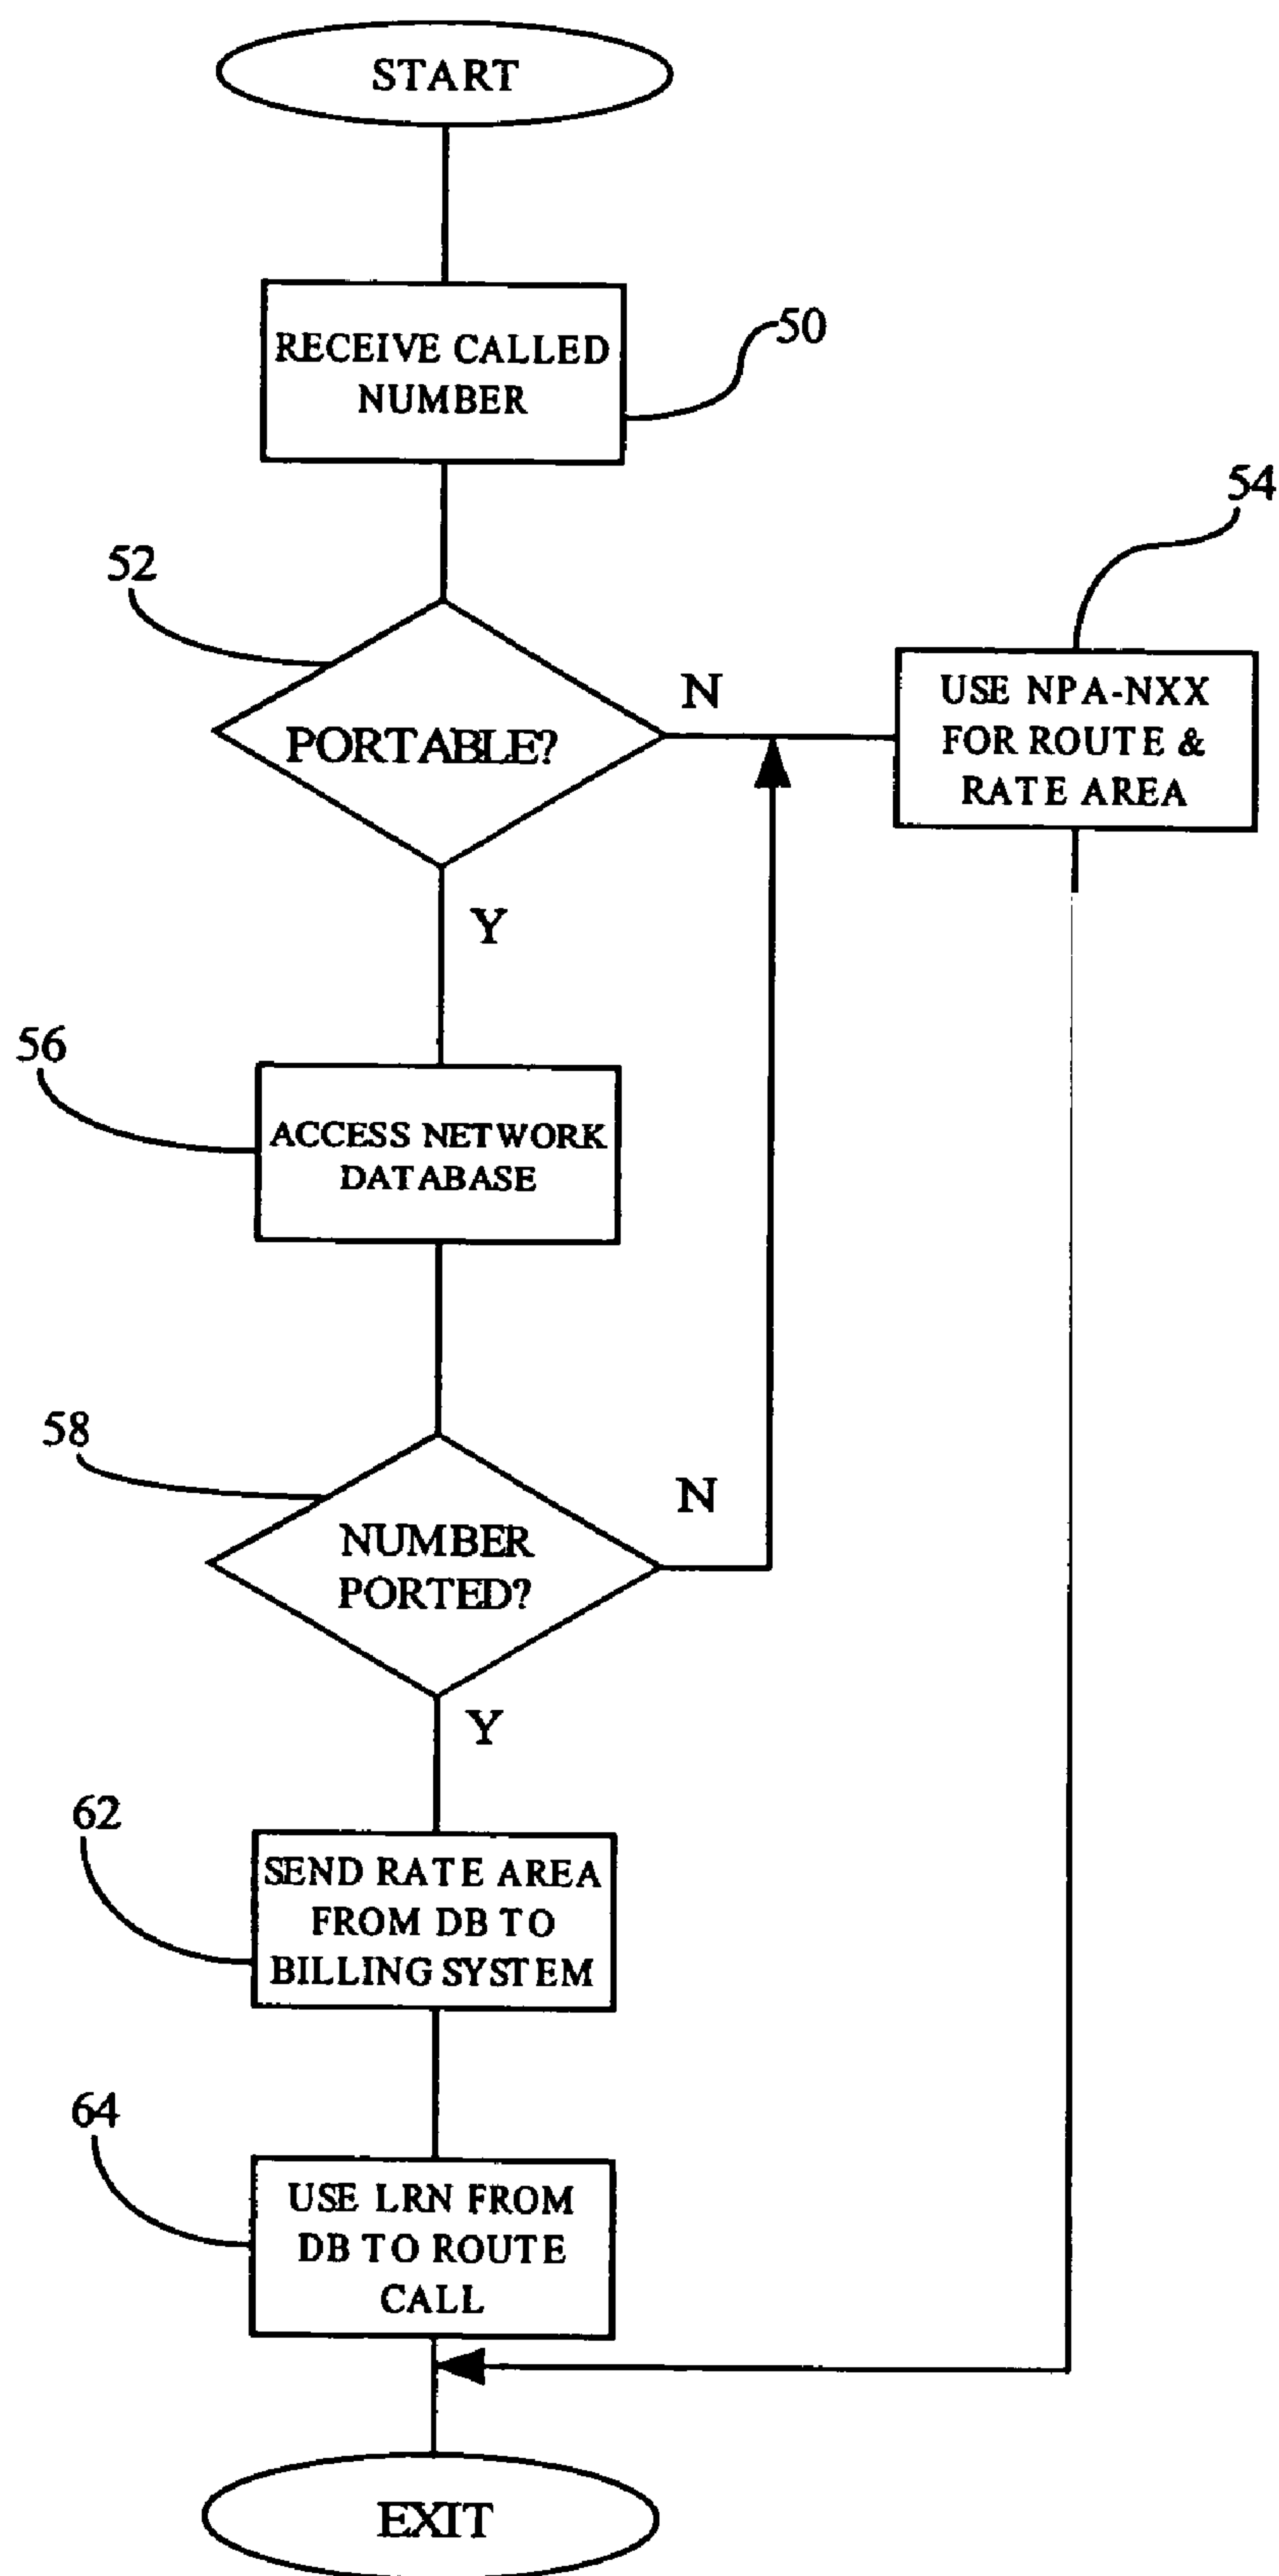 START
RECEIVE CALLED
NUMBER
50
54
52
PORTABLE?
N
USE NPA-NXX
FOR ROUTE &
RATE AREA
Y
56
ACCESS NETWORK
DATABASE
58
NUMBER
PORTED?
N
Y
62
SEND RATE AREA
FROM DB TO
BILLING SYSTEM
64
USE LRN FROM
DB TO ROUTE
CALL
EXIT